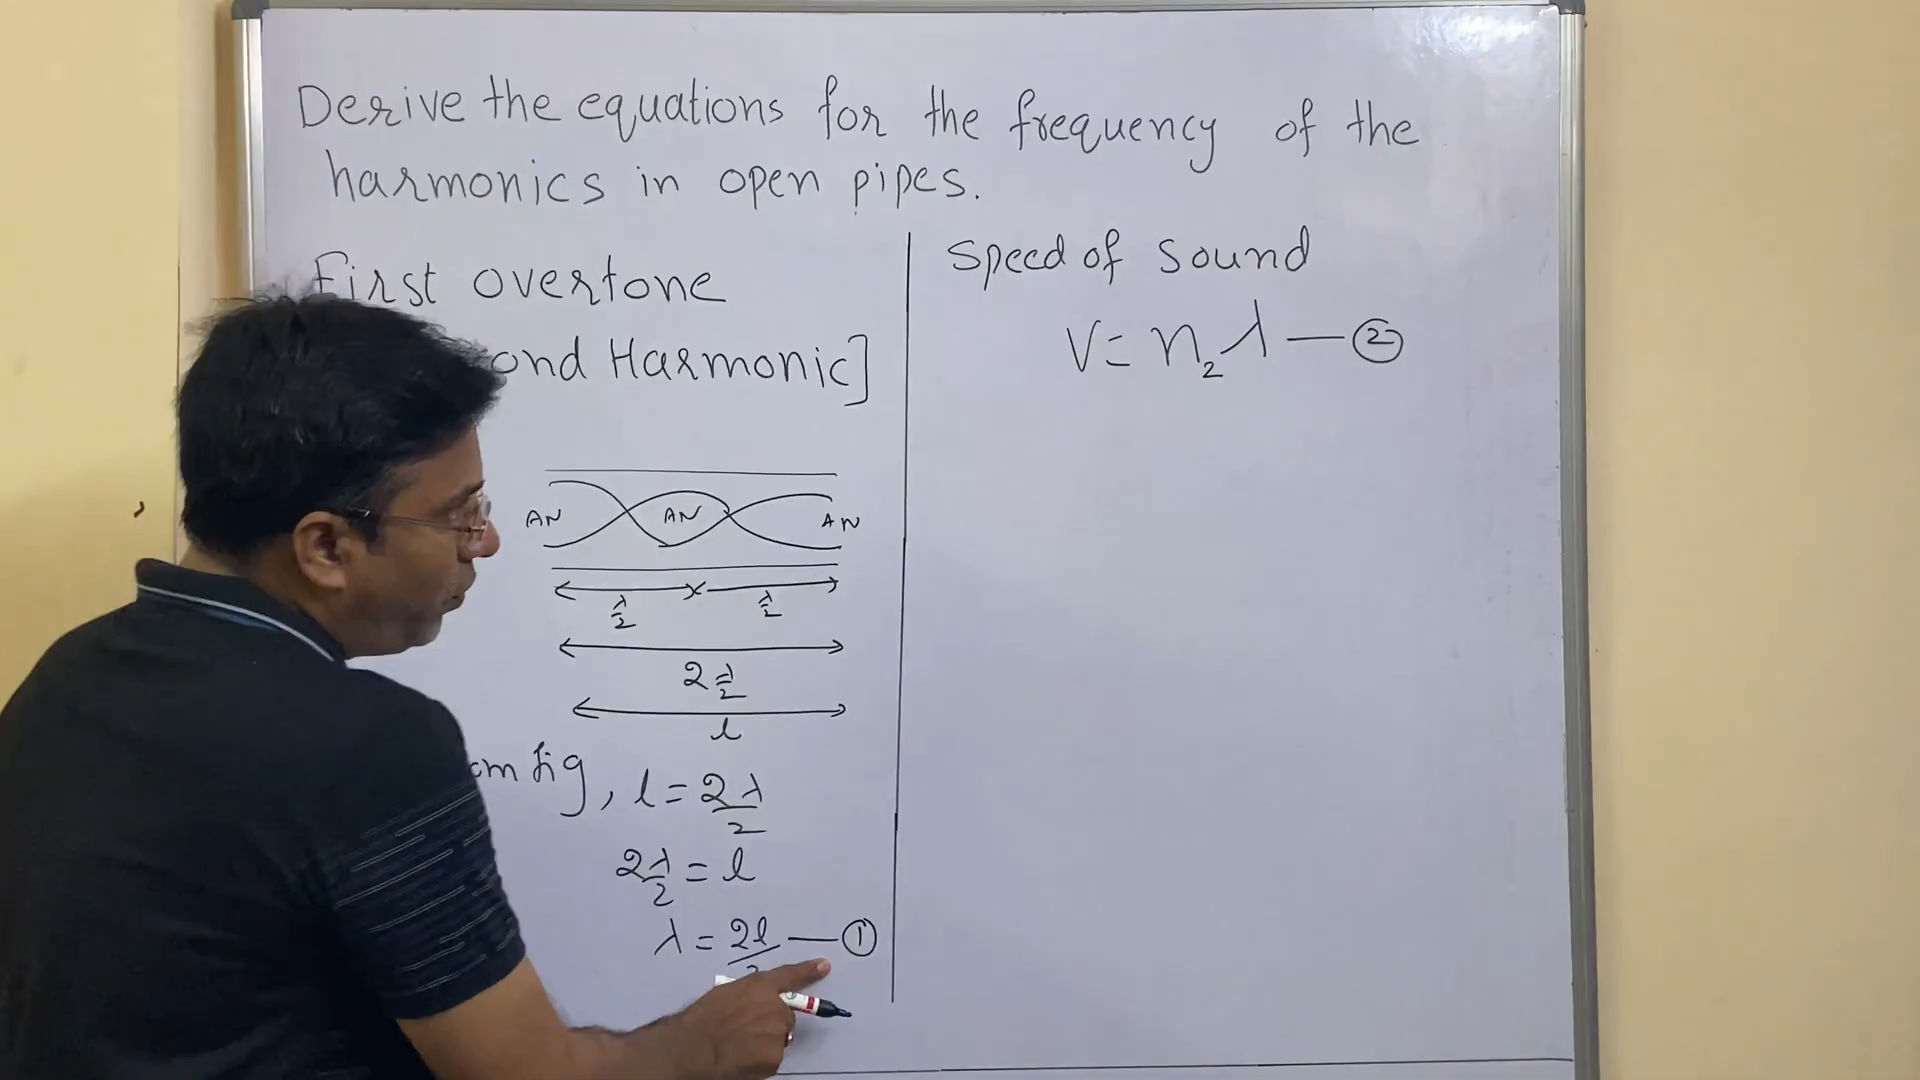 Derive the equations for the frequency of the
harmonics in open pipes.
First overtone
ond Harmonic]
AN AN AN
λ/2 λ/2
2 λ/2
l
om fig, l = 2λ/2
2λ/2 = l
λ = 2l/2 — ①
Speed of Sound
V = n₂λ — ②